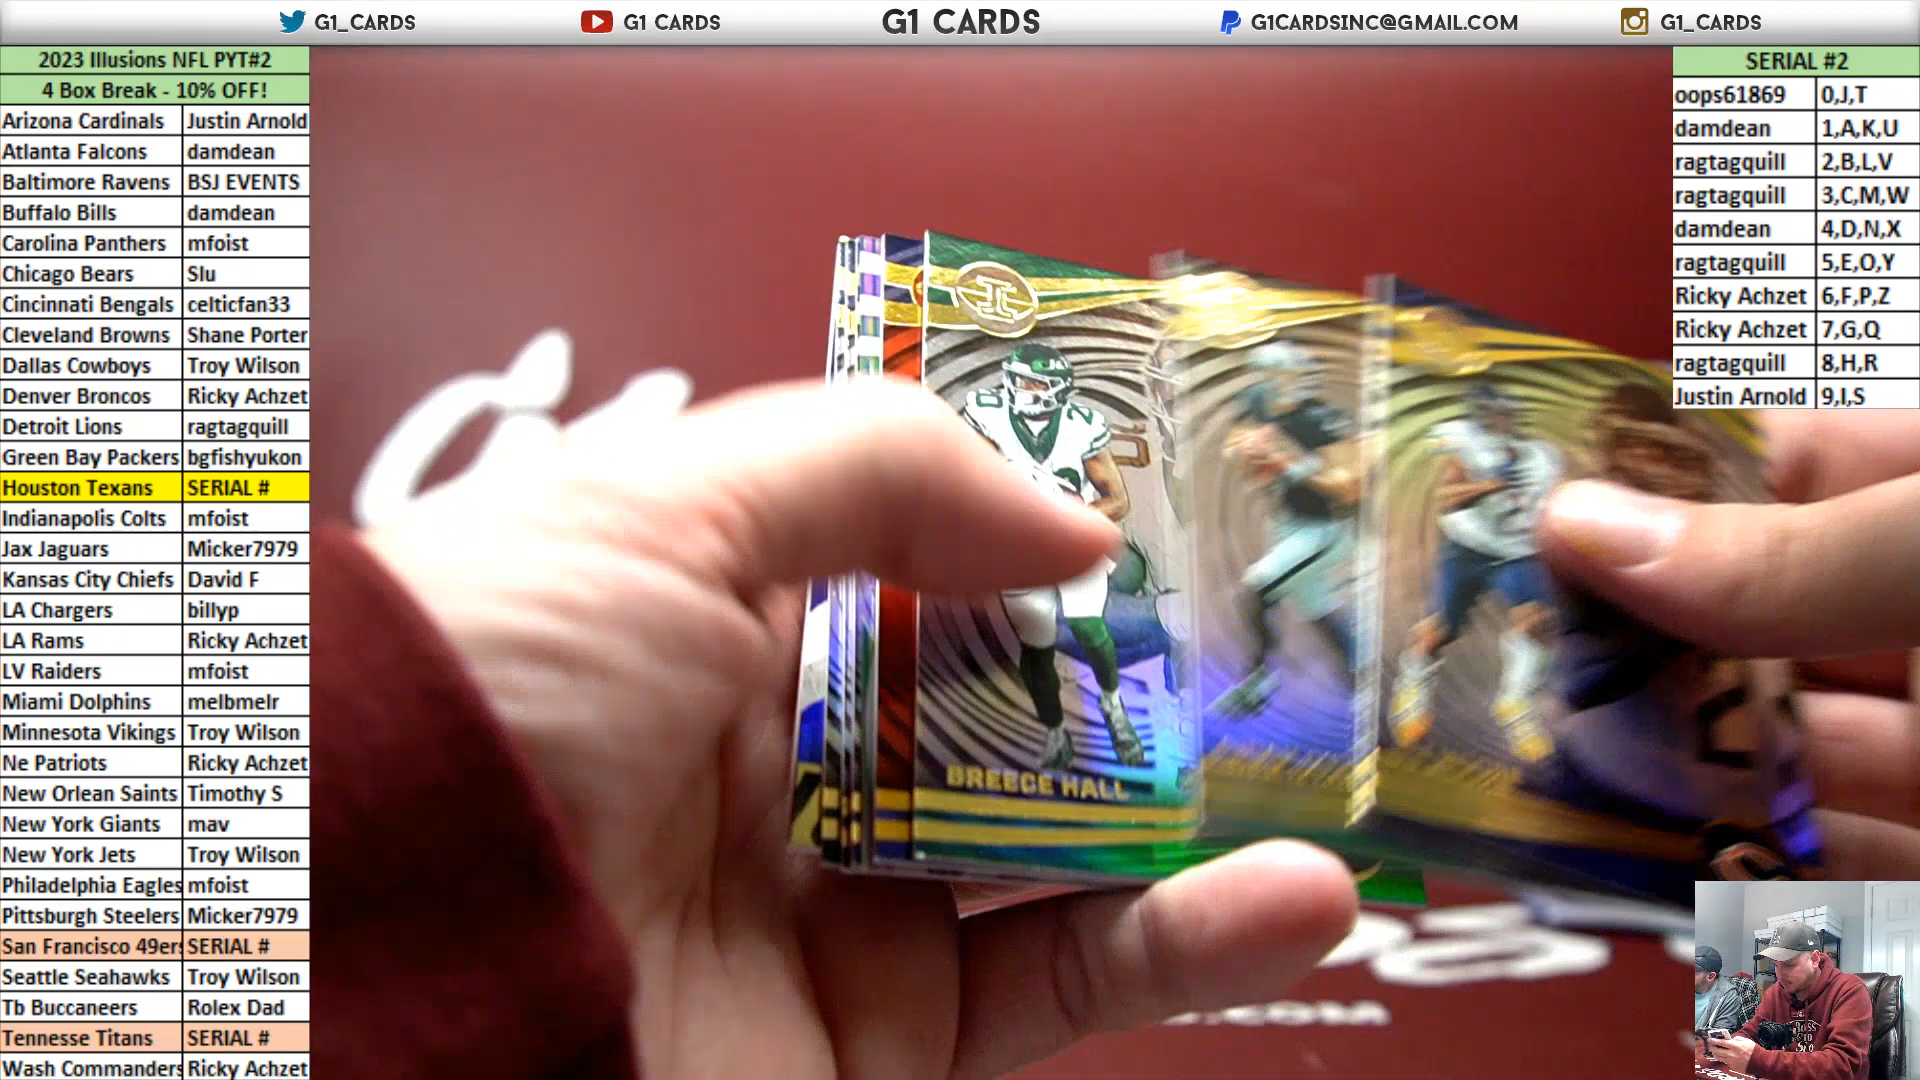 G1_CARDS G1 CARDS G1 CARDS G1CARDSINC@GMAIL.COM G1_CARDS
2023 Illusions NFL PYT#2
4 Box Break - 10% OFF!
Arizona Cardinals Justin Arnold
Atlanta Falcons damdean
Baltimore Ravens BSJ EVENTS
Buffalo Bills damdean
Carolina Panthers mfoist
Chicago Bears Slu
Cincinnati Bengals celticfan33
Cleveland Browns Shane Porter
Dallas Cowboys Troy Wilson
Denver Broncos Ricky Achzet
Detroit Lions ragtagquill
Green Bay Packers bgfishyukon
Houston Texans SERIAL #
Indianapolis Colts mfoist
Jax Jaguars Micker7979
Kansas City Chiefs David F
LA Chargers billyp
LA Rams Ricky Achzet
LV Raiders mfoist
Miami Dolphins melbmelr
Minnesota Vikings Troy Wilson
Ne Patriots Ricky Achzet
New Orlean Saints Timothy S
New York Giants mav
New York Jets Troy Wilson
Philadelphia Eagles mfoist
Pittsburgh Steelers Micker7979
San Francisco 49ers SERIAL #
Seattle Seahawks Troy Wilson
Tb Buccaneers Rolex Dad
Tennesse Titans SERIAL #
Wash Commanders Ricky Achzet
SERIAL #2
oops61869 0,J,T
damdean 1,A,K,U
ragtagquill 2,B,L,V
ragtagquill 3,C,M,W
damdean 4,D,N,X
ragtagquill 5,E,O,Y
Ricky Achzet 6,F,P,Z
Ricky Achzet 7,G,Q
ragtagquill 8,H,R
Justin Arnold 9,I,S
20
BREECE HALL